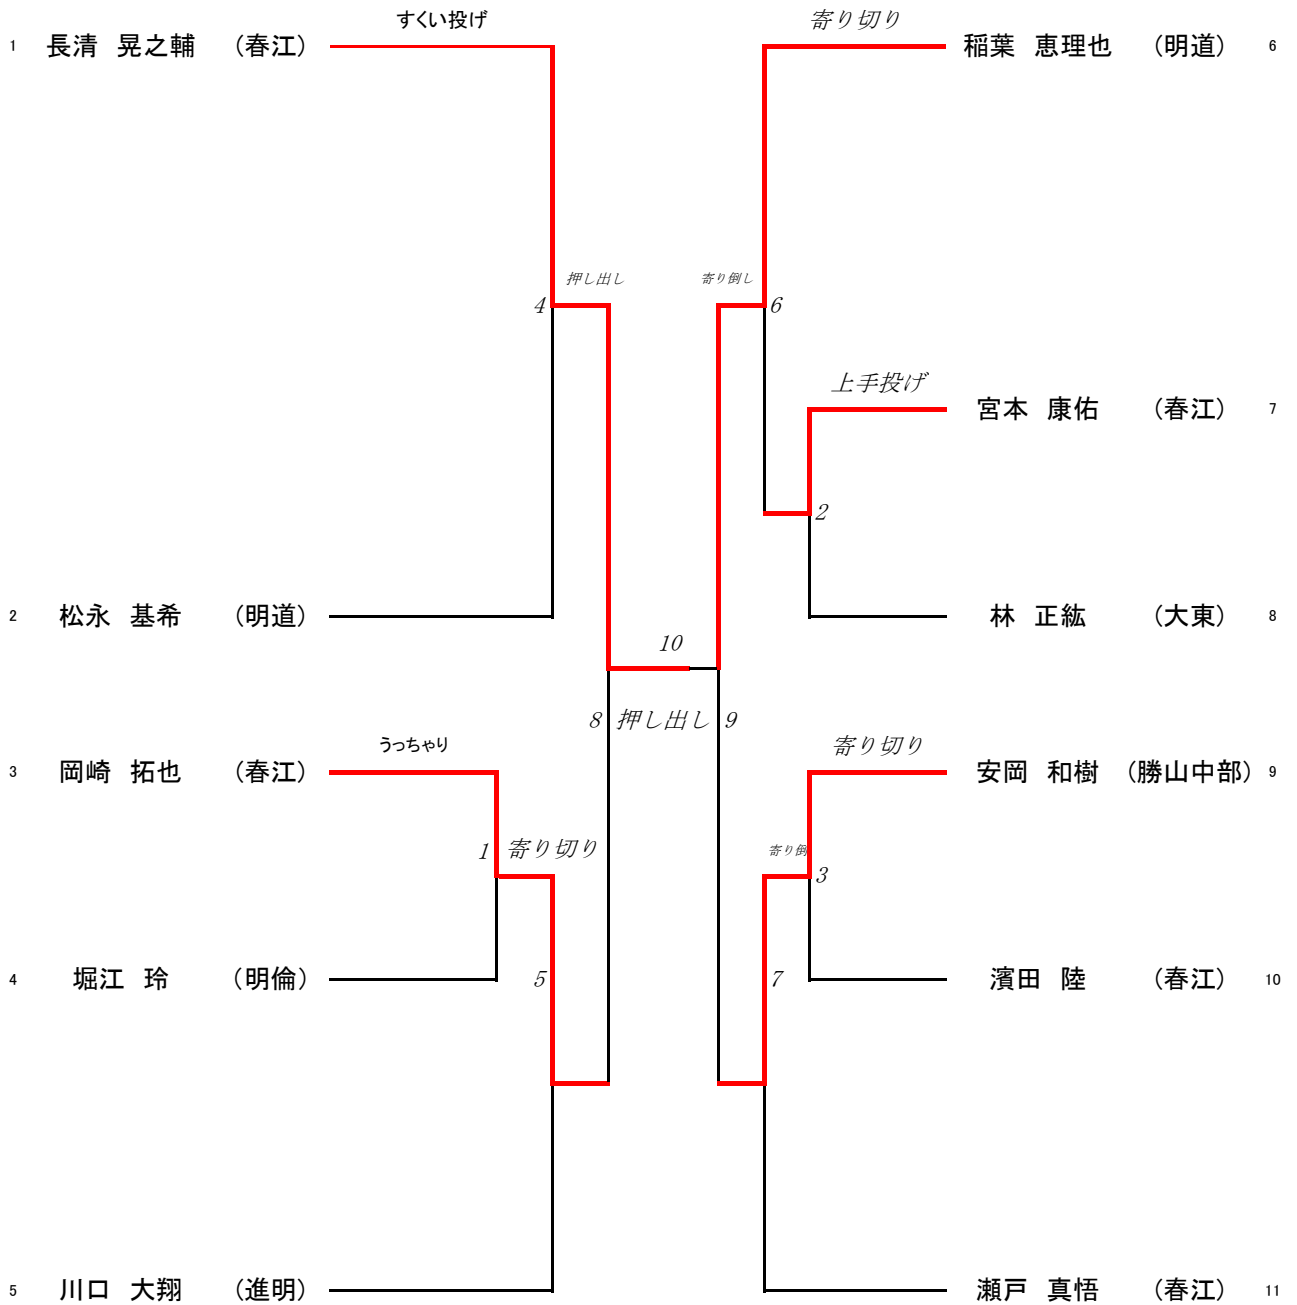 すくい投げ 寄り切り
1 長清 晃之輔 （春江） 稲葉 恵理也 （明道） 6
押し出し 寄り倒し
4 6
上手投げ
宮本 康佑 （春江） 7
2
2 松永 基希 （明道） 林 正紘 （大東） 8
10
8 押し出し 9
うっちゃり 寄り切り
3 岡崎 拓也 （春江） 安岡 和樹 （勝山中部） 9
1 寄り切り 寄り倒 3
4 堀江 玲 （明倫） 5 7 濱田 陸 （春江） 10
5 川口 大翔 （進明） 瀬戸 真悟 （春江） 11